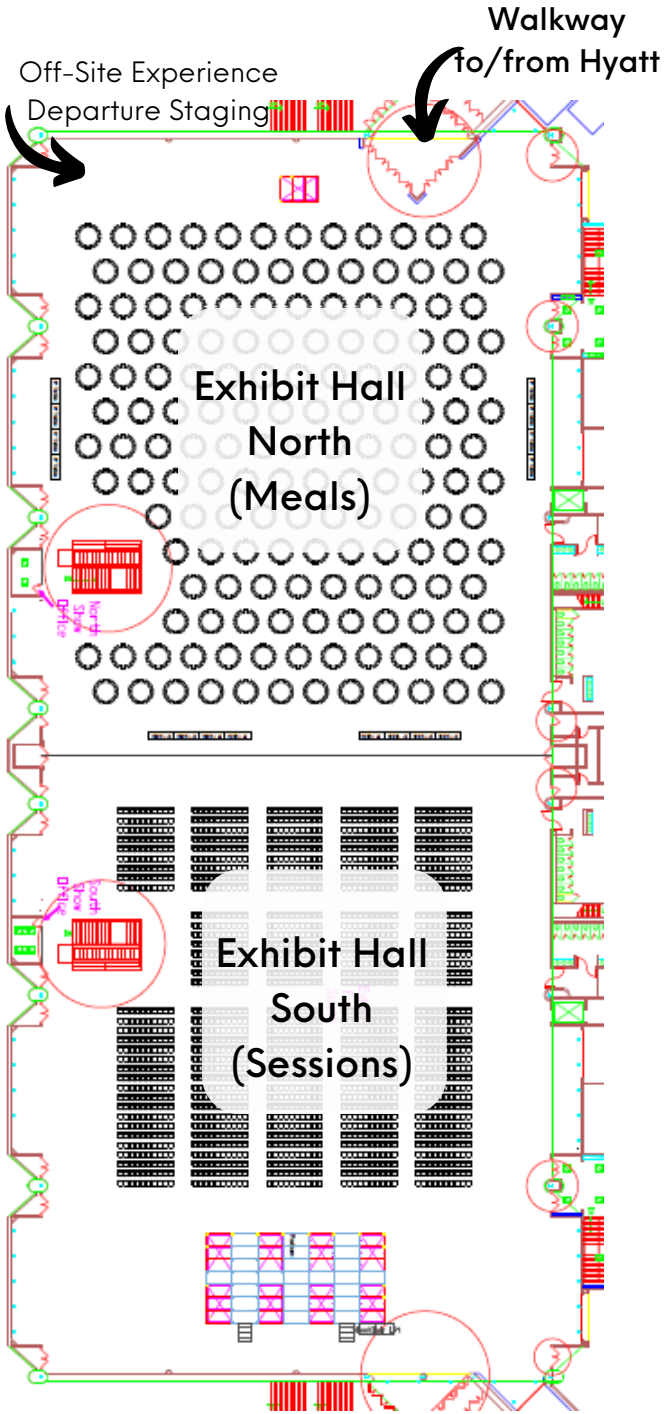 Walkway
to/from Hyatt
Off-Site Experience
Departure Staging
Exhibit Hall
North
(Meals)
North
Show
Office
South
Show
Office
Exhibit Hall
South
(Sessions)